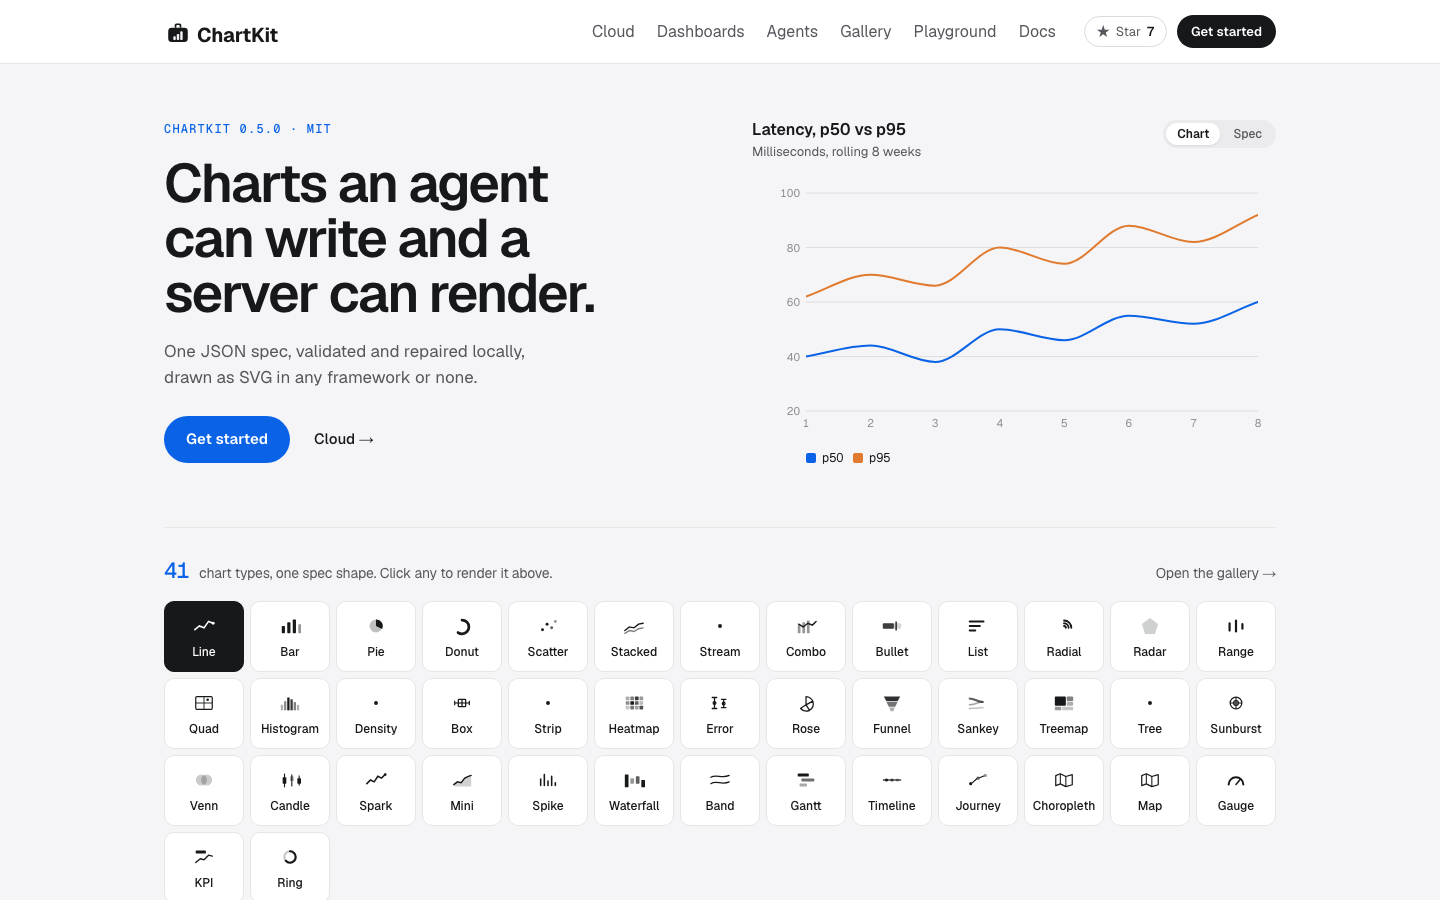 ChartKit
Cloud Dashboards Agents Gallery Playground Docs ★ Star 7 Get started
CHARTKIT 0.5.0 · MIT
Charts an agent
can write and a
server can render.
One JSON spec, validated and repaired locally,
drawn as SVG in any framework or none.
Get started Cloud →
Latency, p50 vs p95
Milliseconds, rolling 8 weeks
Chart Spec
100
80
60
40
20
1 2 3 4 5 6 7 8
p50 p95
41 chart types, one spec shape. Click any to render it above.
Open the gallery →
Line Bar Pie Donut Scatter Stacked Stream Combo Bullet List Radial Radar Range
Quad Histogram Density Box Strip Heatmap Error Rose Funnel Sankey Treemap Tree Sunburst
Venn Candle Spark Mini Spike Waterfall Band Gantt Timeline Journey Choropleth Map Gauge
KPI Ring